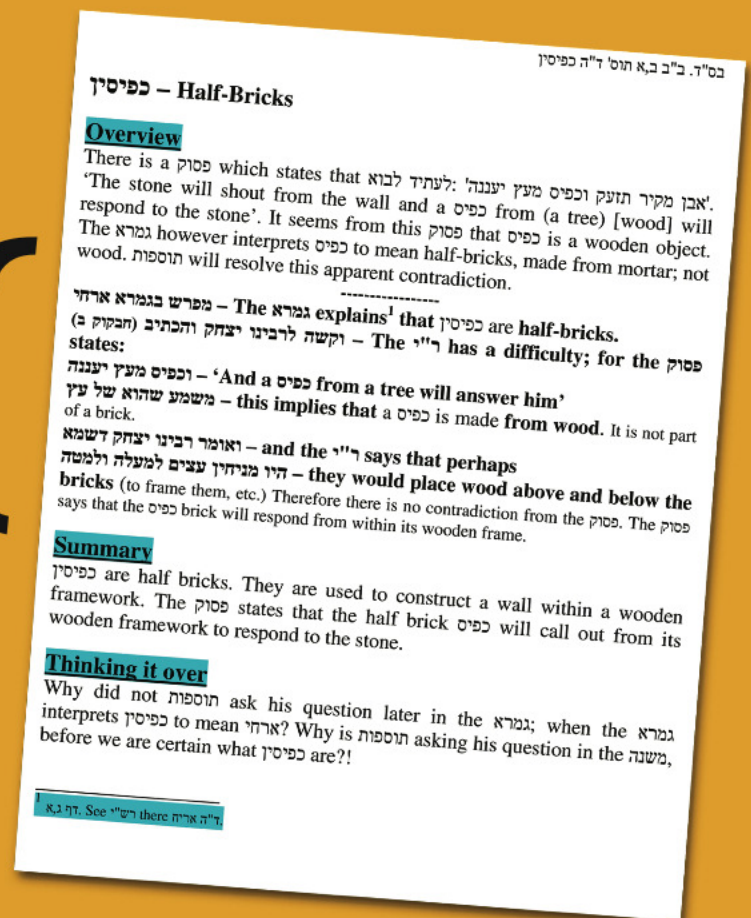 בס"ד. ב"ב ב,א תוס' ד"ה כפיסין
כפיסין – Half-Bricks
Overview
There is a פסוק which states that לעתיד לבוא: 'אבן מקיר תזעק וכפיס מעץ יעננה'.
'The stone will shout from the wall and a כפיס from (a tree) [wood] will
respond to the stone'. It seems from this פסוק that כפיס is a wooden object.
The גמרא however interprets כפיס to mean half-bricks, made from mortar; not
wood. תוספות will resolve this apparent contradiction.
-----------------
מפרש בגמרא ארחי – The גמרא explains1 that כפיסין are half-bricks.
וקשה לרבינו יצחק והכתיב (חבקוק ב) – The ר"י has a difficulty; for the פסוק
states:
וכפיס מעץ יעננה – 'And a כפיס from a tree will answer him'
משמע שהוא של עץ – this implies that a כפיס is made from wood. It is not part
of a brick.
ואומר רבינו יצחק דשמא – and the ר"י says that perhaps
היו מניחין עצים למעלה ולמטה – they would place wood above and below the
bricks (to frame them, etc.) Therefore there is no contradiction from the פסוק. The פסוק
says that the כפיס brick will respond from within its wooden frame.
Summary
כפיסין are half bricks. They are used to construct a wall within a wooden
framework. The פסוק states that the half brick כפיס will call out from its
wooden framework to respond to the stone.
Thinking it over
Why did not תוספות ask his question later in the גמרא; when the גמרא
interprets כפיסין to mean ארחי? Why is תוספות asking his question in the משנה,
before we are certain what כפיסין are?!
1 דף ג,א. See רש"י there ד"ה אריח.